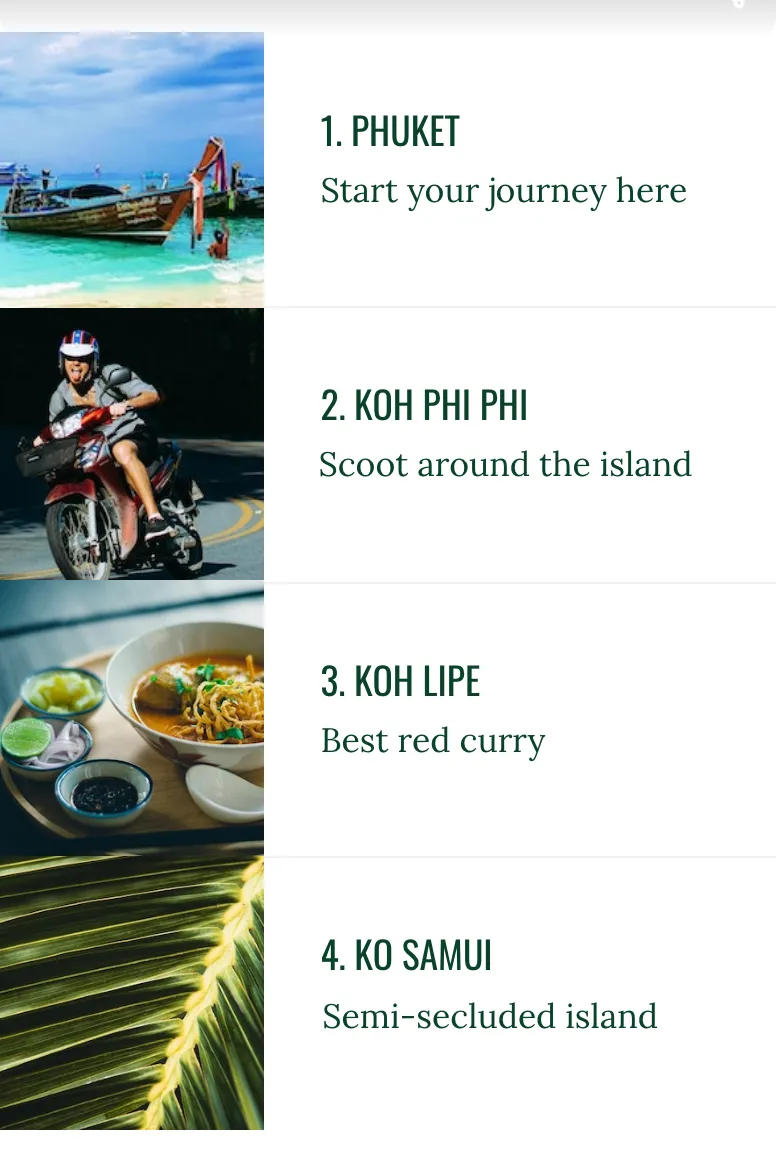 1. PHUKET
Start your journey here
2. KOH PHI PHI
Scoot around the island
3. KOH LIPE
Best red curry
4. KO SAMUI
Semi-secluded island